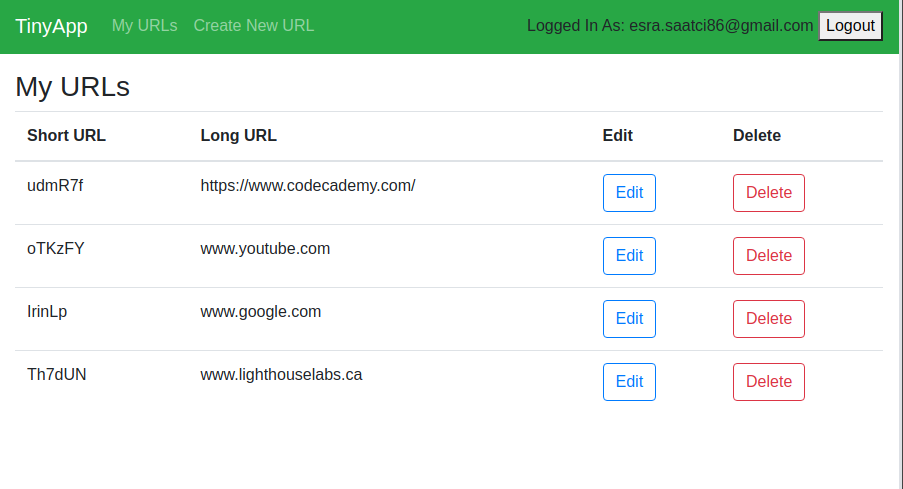 TinyApp My URLs Create New URL Logged In As: esra.saatci86@gmail.com Logout
My URLs
Short URL Long URL Edit Delete
udmR7f https://www.codecademy.com/ Edit Delete
oTKzFY www.youtube.com Edit Delete
IrinLp www.google.com Edit Delete
Th7dUN www.lighthouselabs.ca Edit Delete